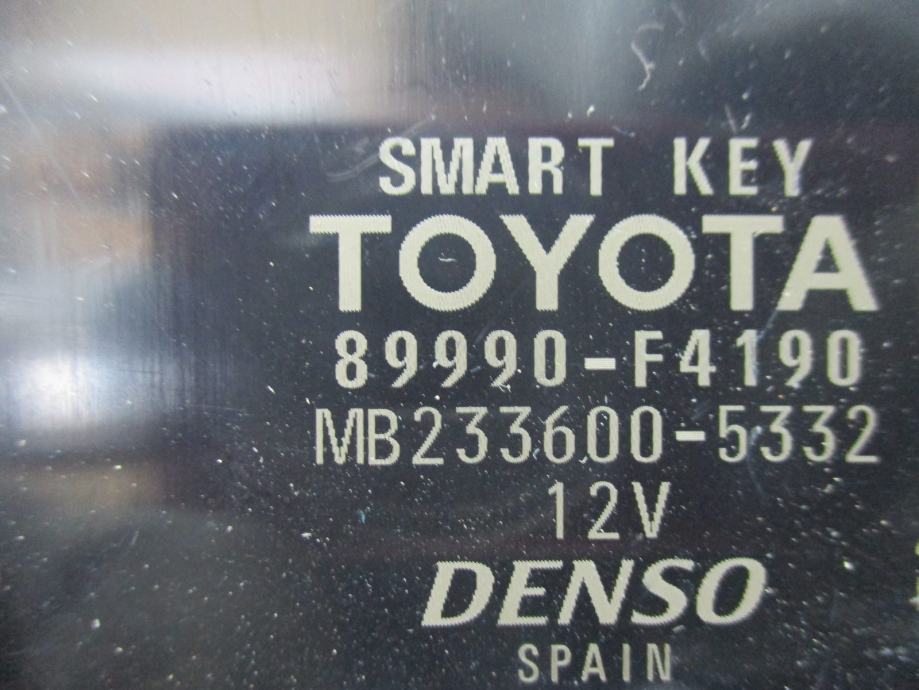 SMART KEY
TOYOTA
89990-F4190
MB233600-5332
12V
DENSO
SPAIN